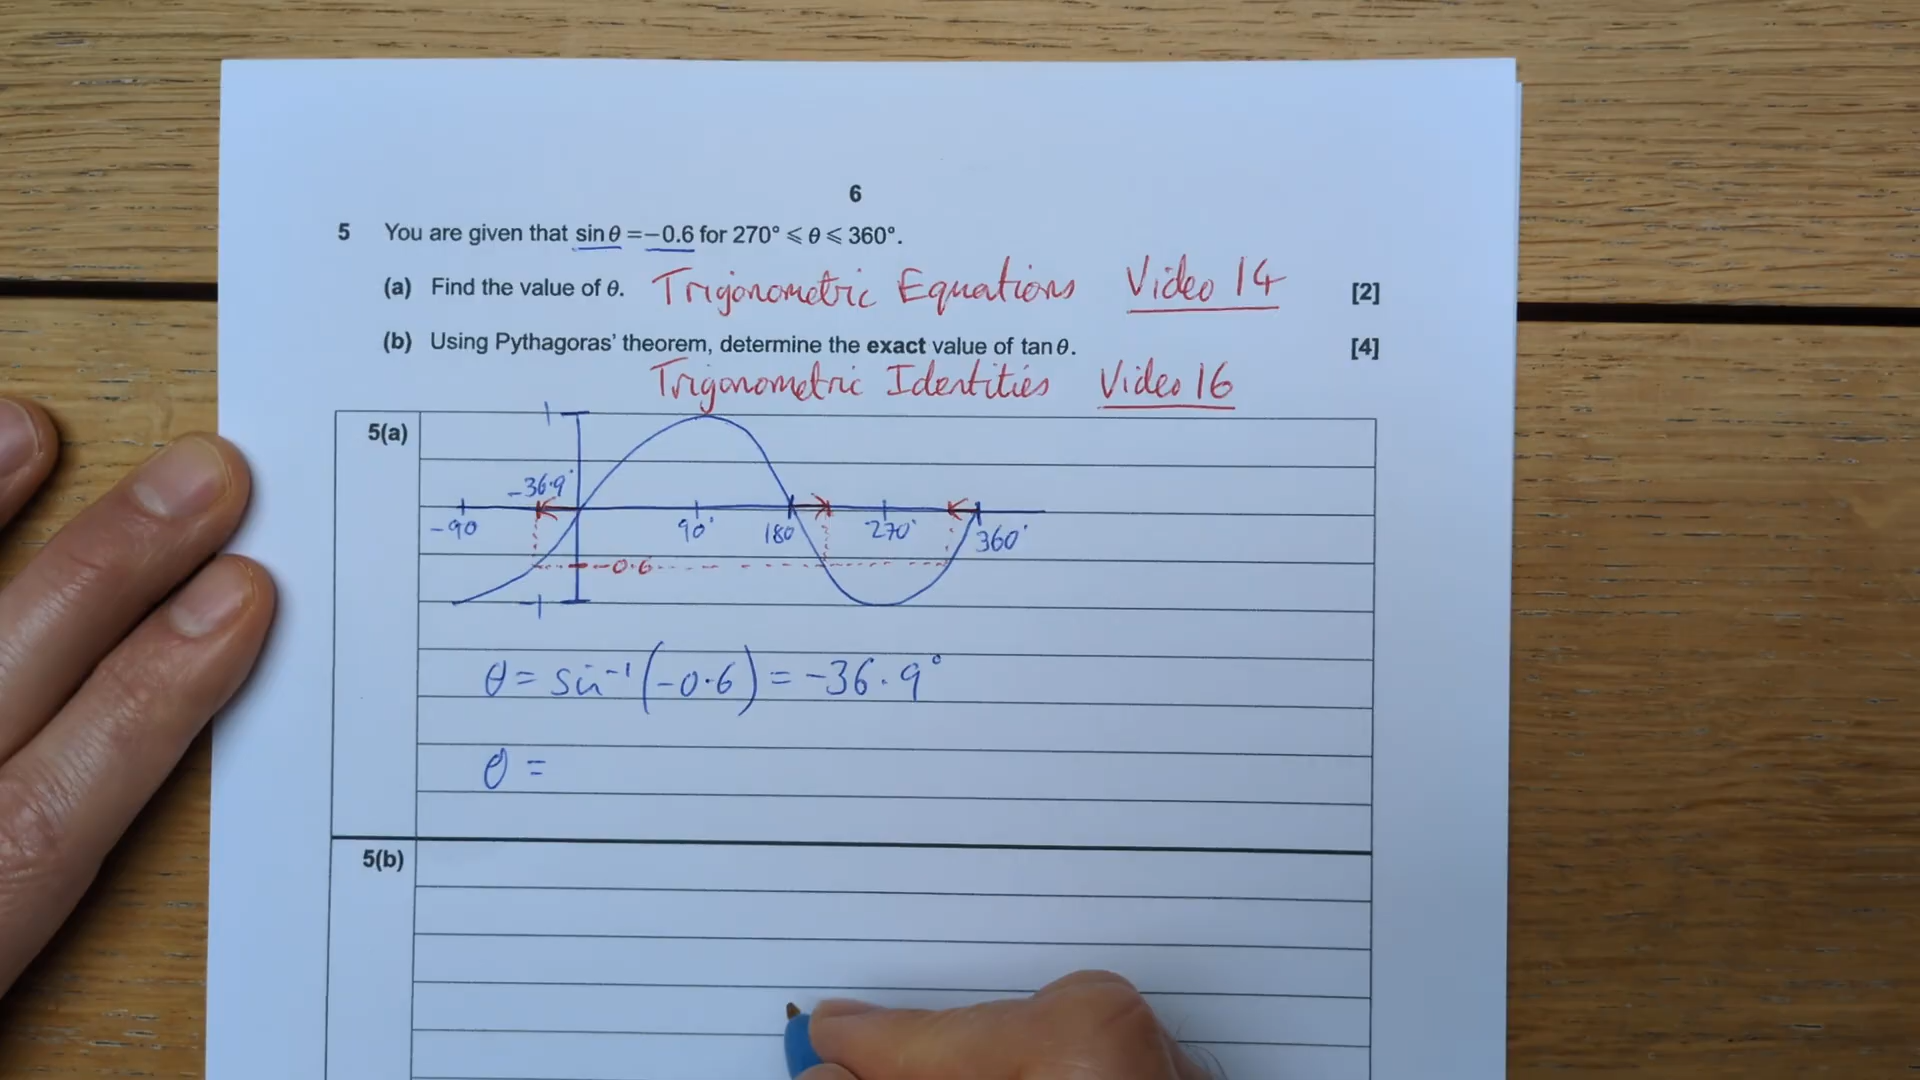 6
5 You are given that sin θ = −0.6 for 270° ⩽ θ ⩽ 360°.
(a) Find the value of θ. Trigonometric Equations Video 14 [2]
(b) Using Pythagoras’ theorem, determine the exact value of tan θ. [4]
Trigonometric Identities Video 16
5(a)
1
-36.9°
-90 90° 180 270° 360°
-0.6
-1
θ = sin⁻¹(-0.6) = -36.9°
θ =
5(b)